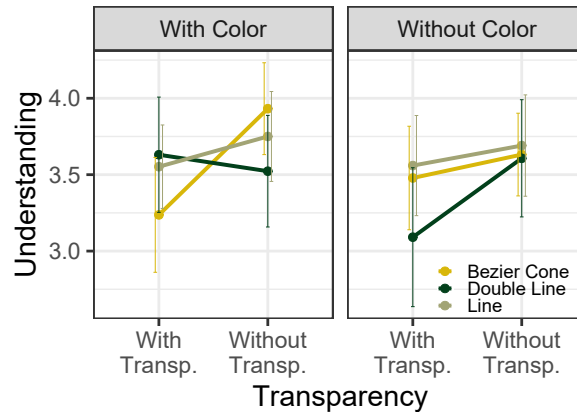 With Color
Without Color
Understanding
4.0
3.5
3.0
Bezier Cone
Double Line
Line
With
Transp.
Without
Transp.
With
Transp.
Without
Transp.
Transparency